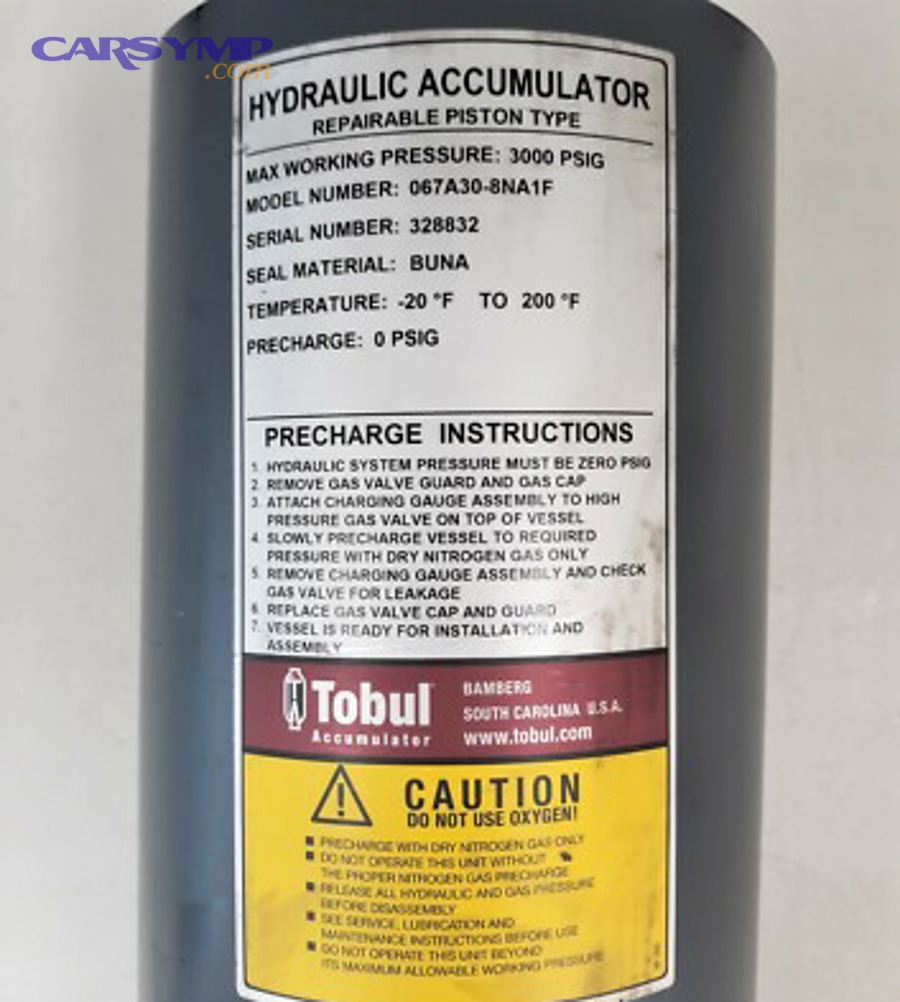 CARSYMP
.com
HYDRAULIC ACCUMULATOR
REPAIRABLE PISTON TYPE
MAX WORKING PRESSURE: 3000 PSIG
MODEL NUMBER: 067A30-8NA1F
SERIAL NUMBER: 328832
SEAL MATERIAL: BUNA
TEMPERATURE: -20 °F TO 200 °F
PRECHARGE: 0 PSIG
PRECHARGE INSTRUCTIONS
1. HYDRAULIC SYSTEM PRESSURE MUST BE ZERO PSIG
2. REMOVE GAS VALVE GUARD AND GAS CAP
3. ATTACH CHARGING GAUGE ASSEMBLY TO HIGH
PRESSURE GAS VALVE ON TOP OF VESSEL
4. SLOWLY PRECHARGE VESSEL TO REQUIRED
PRESSURE WITH DRY NITROGEN GAS ONLY
5. REMOVE CHARGING GAUGE ASSEMBLY AND CHECK
GAS VALVE FOR LEAKAGE
6. REPLACE GAS VALVE CAP AND GUARD
7. VESSEL IS READY FOR INSTALLATION AND
ASSEMBLY
Tobul
Accumulator
BAMBERG
SOUTH CAROLINA U.S.A.
www.tobul.com
CAUTION
DO NOT USE OXYGEN!
■ PRECHARGE WITH DRY NITROGEN GAS ONLY
■ DO NOT OPERATE THIS UNIT WITHOUT
THE PROPER NITROGEN GAS PRECHARGE
■ RELEASE ALL HYDRAULIC AND GAS PRESSURE
BEFORE DISASSEMBLY
■ SEE SERVICE, LUBRICATION AND
MAINTENANCE INSTRUCTIONS BEFORE USE
■ DO NOT OPERATE THIS UNIT BEYOND
ITS MAXIMUM ALLOWABLE WORKING PRESSURE